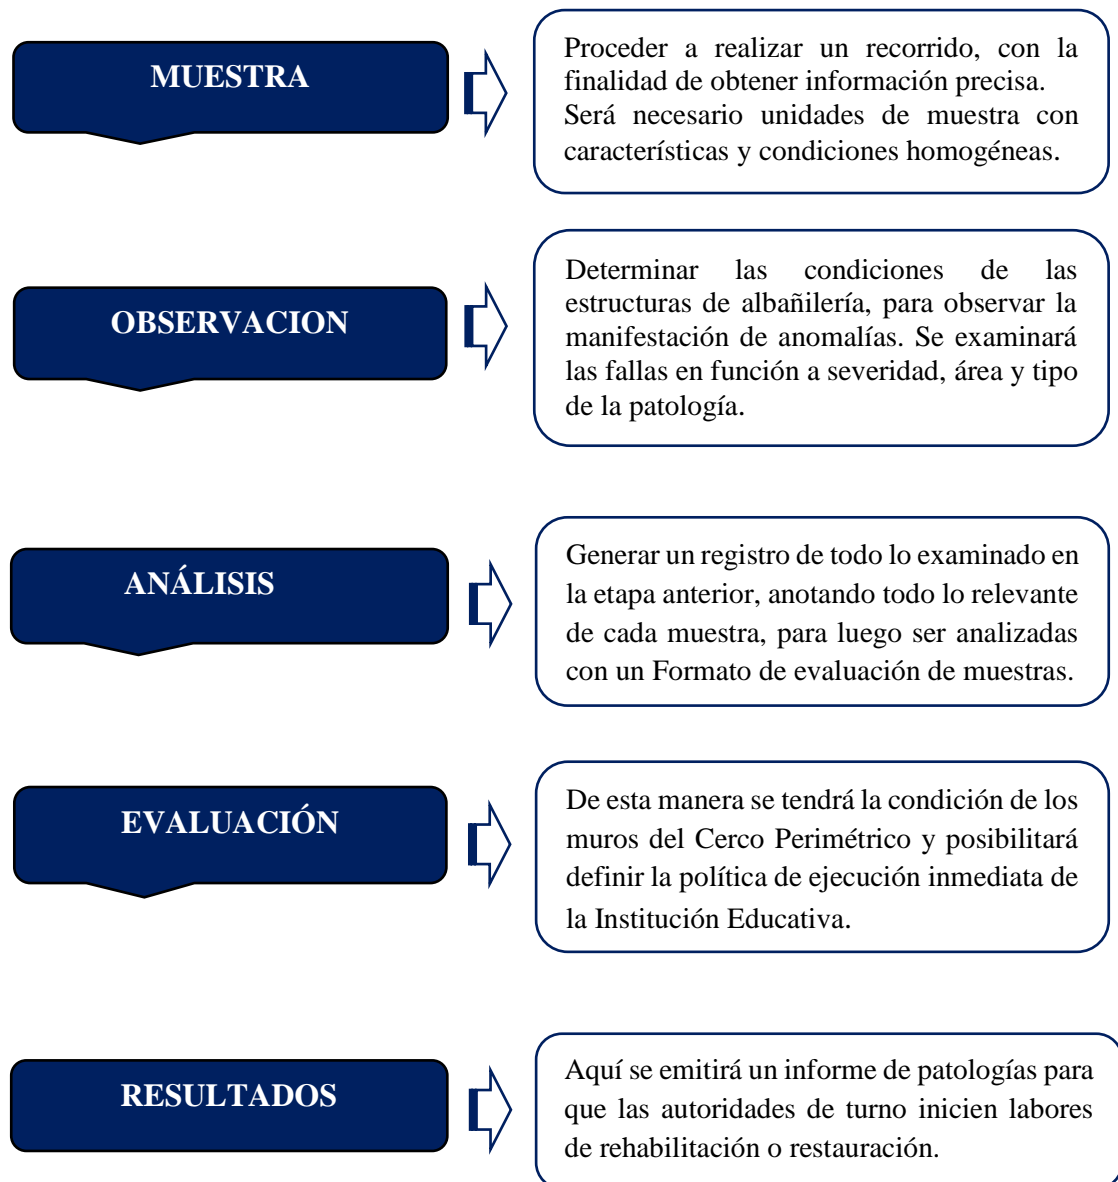 MUESTRA
Proceder a realizar un recorrido, con la
finalidad de obtener información precisa.
Será necesario unidades de muestra con
características y condiciones homogéneas.
OBSERVACION
Determinar las condiciones de las
estructuras de albañilería, para observar la
manifestación de anomalías. Se examinará
las fallas en función a severidad, área y tipo
de la patología.
ANÁLISIS
Generar un registro de todo lo examinado en
la etapa anterior, anotando todo lo relevante
de cada muestra, para luego ser analizadas
con un Formato de evaluación de muestras.
EVALUACIÓN
De esta manera se tendrá la condición de los
muros del Cerco Perimétrico y posibilitará
definir la política de ejecución inmediata de
la Institución Educativa.
RESULTADOS
Aquí se emitirá un informe de patologías para
que las autoridades de turno inicien labores
de rehabilitación o restauración.